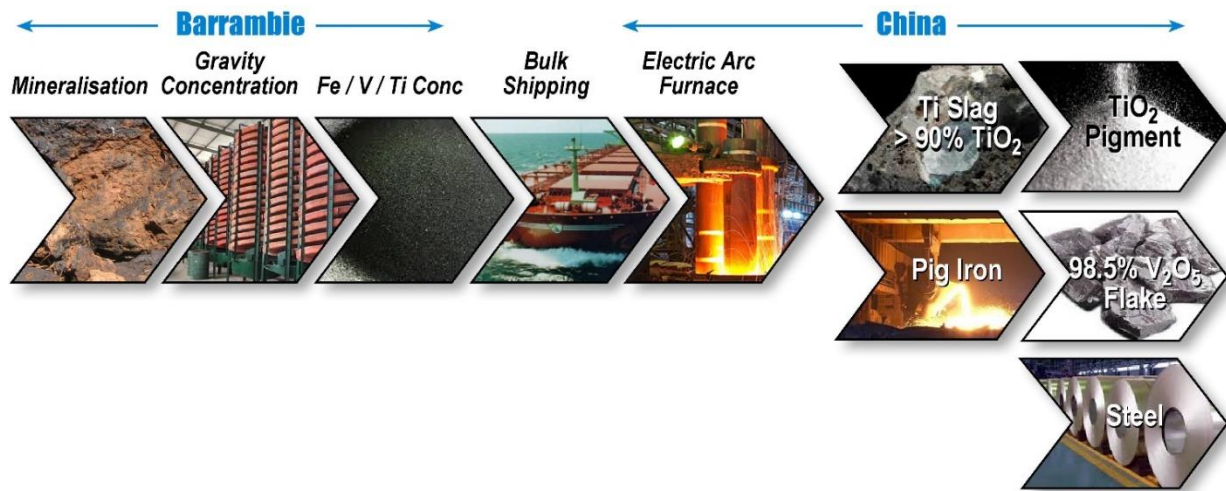 Barrambie
China
Mineralisation
Gravity
Concentration
Fe / V / Ti Conc
Bulk
Shipping
Electric Arc
Furnace
Ti Slag
> 90% TiO₂
TiO₂
Pigment
Pig Iron
98.5% V₂O₅
Flake
Steel